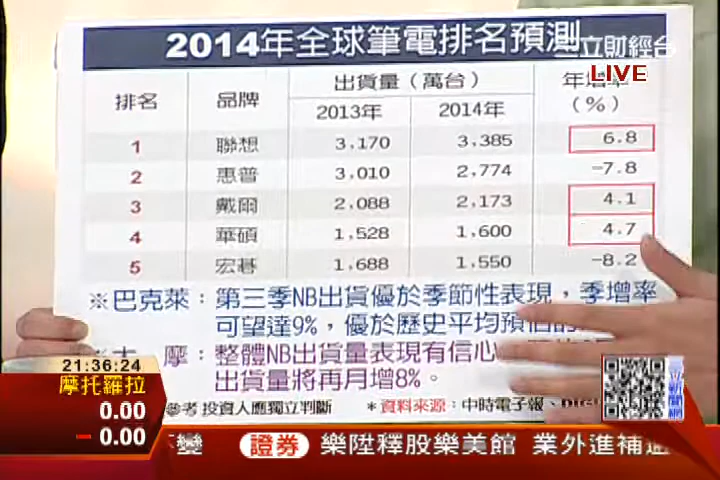 2014年全球筆電排名預測
立財經台
LIVE
排名 品牌 出貨量(萬台) 年增率(%)
2013年 2014年
1 聯想 3,170 3,385 6.8
2 惠普 3,010 2,774 -7.8
3 戴爾 2,088 2,173 4.1
4 華碩 1,528 1,600 4.7
5 宏碁 1,688 1,550 -8.2
※巴克萊：第三季NB出貨優於季節性表現，季增率
可望達9%，優於歷史平均預估的
摩：整體NB出貨量表現有信心
出貨量將再月增8%。
參考 投資人應獨立判斷 *資料來源：中時電子報、
21:36:24
摩托羅拉
0.00
0.00
變 證券 樂陞釋股樂美館 業外進補